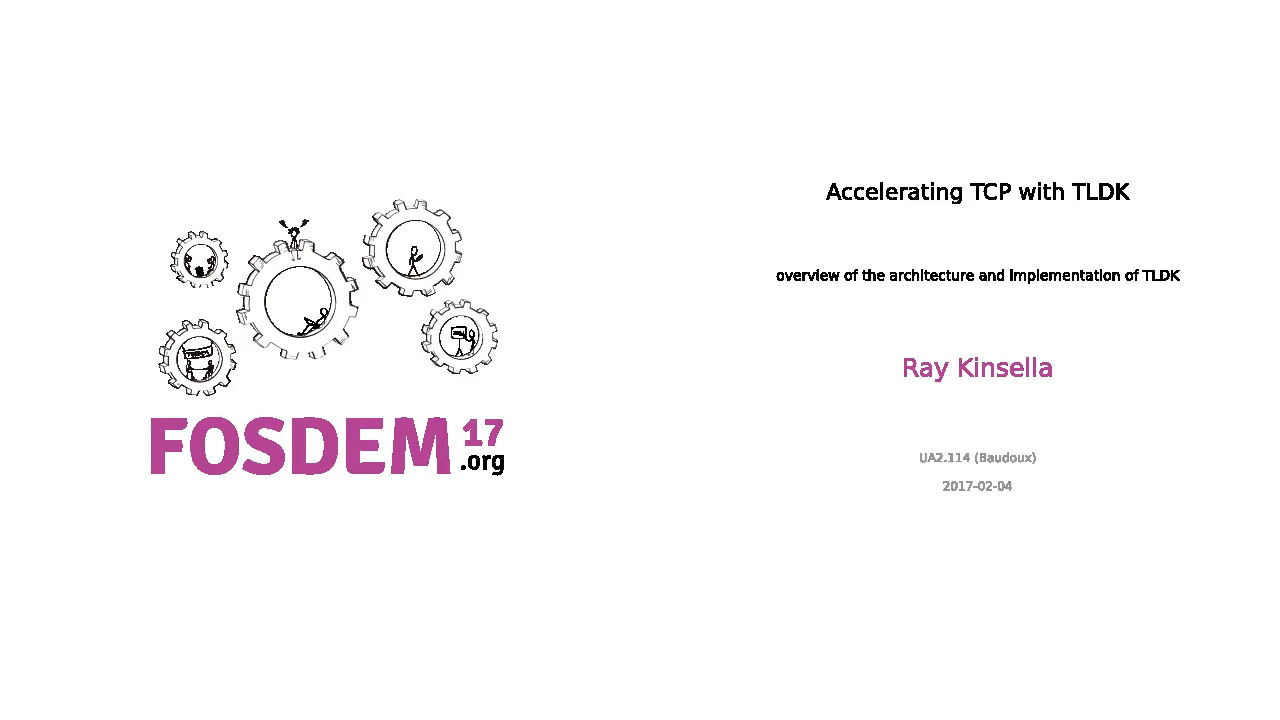 Accelerating TCP with TLDK
overview of the architecture and implementation of TLDK
Ray Kinsella
UA2.114 (Baudoux)
2017-02-04
FOSDEM 17
.org